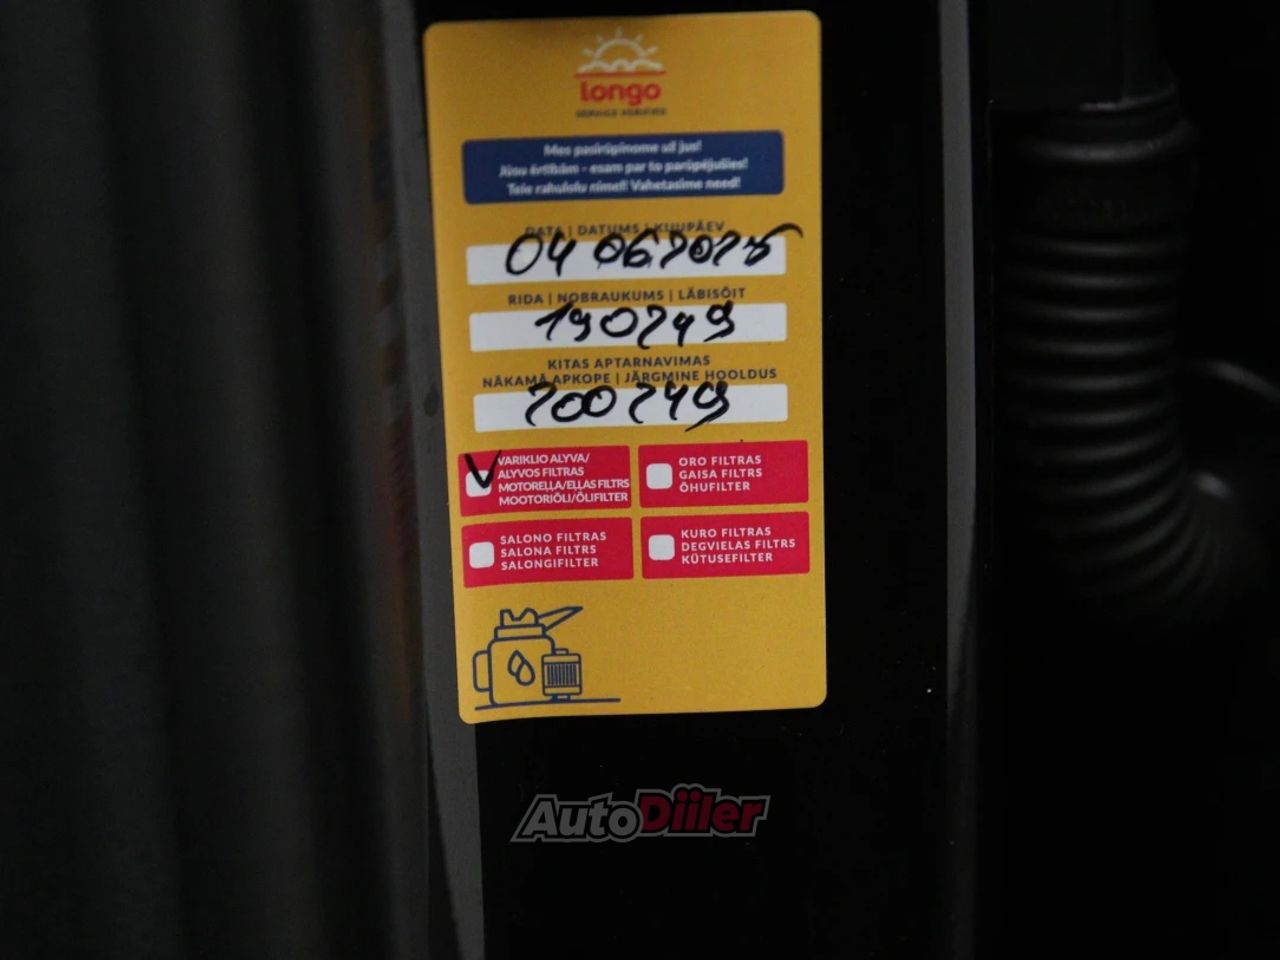 longo
SERVICE
Mes pasirūpinome už jus!
Jūsu ērtībām - esam par to parūpējušies!
Teie rahulolu nimel! Vahetasime need!
DATA | DATUMS | KUUPÄEV
04 062025
RIDA | NOBRAUKUMS | LÄBISÕIT
190249
KITAS APTARNAVIMAS
NĀKAMĀ APKOPE | JÄRGMINE HOOLDUS
200249
VARIKLIO ALYVA/
ALYVOS FILTRAS
MOTOREĻĻA/EĻĻAS FILTRS
MOOTORIÕLI/ÕLIFILTER
ORO FILTRAS
GAISA FILTRS
ÕHUFILTER
SALONO FILTRAS
SALONA FILTRS
SALONGIFILTER
KURO FILTRAS
DEGVIELAS FILTRS
KÜTUSEFILTER
AutoDiiler